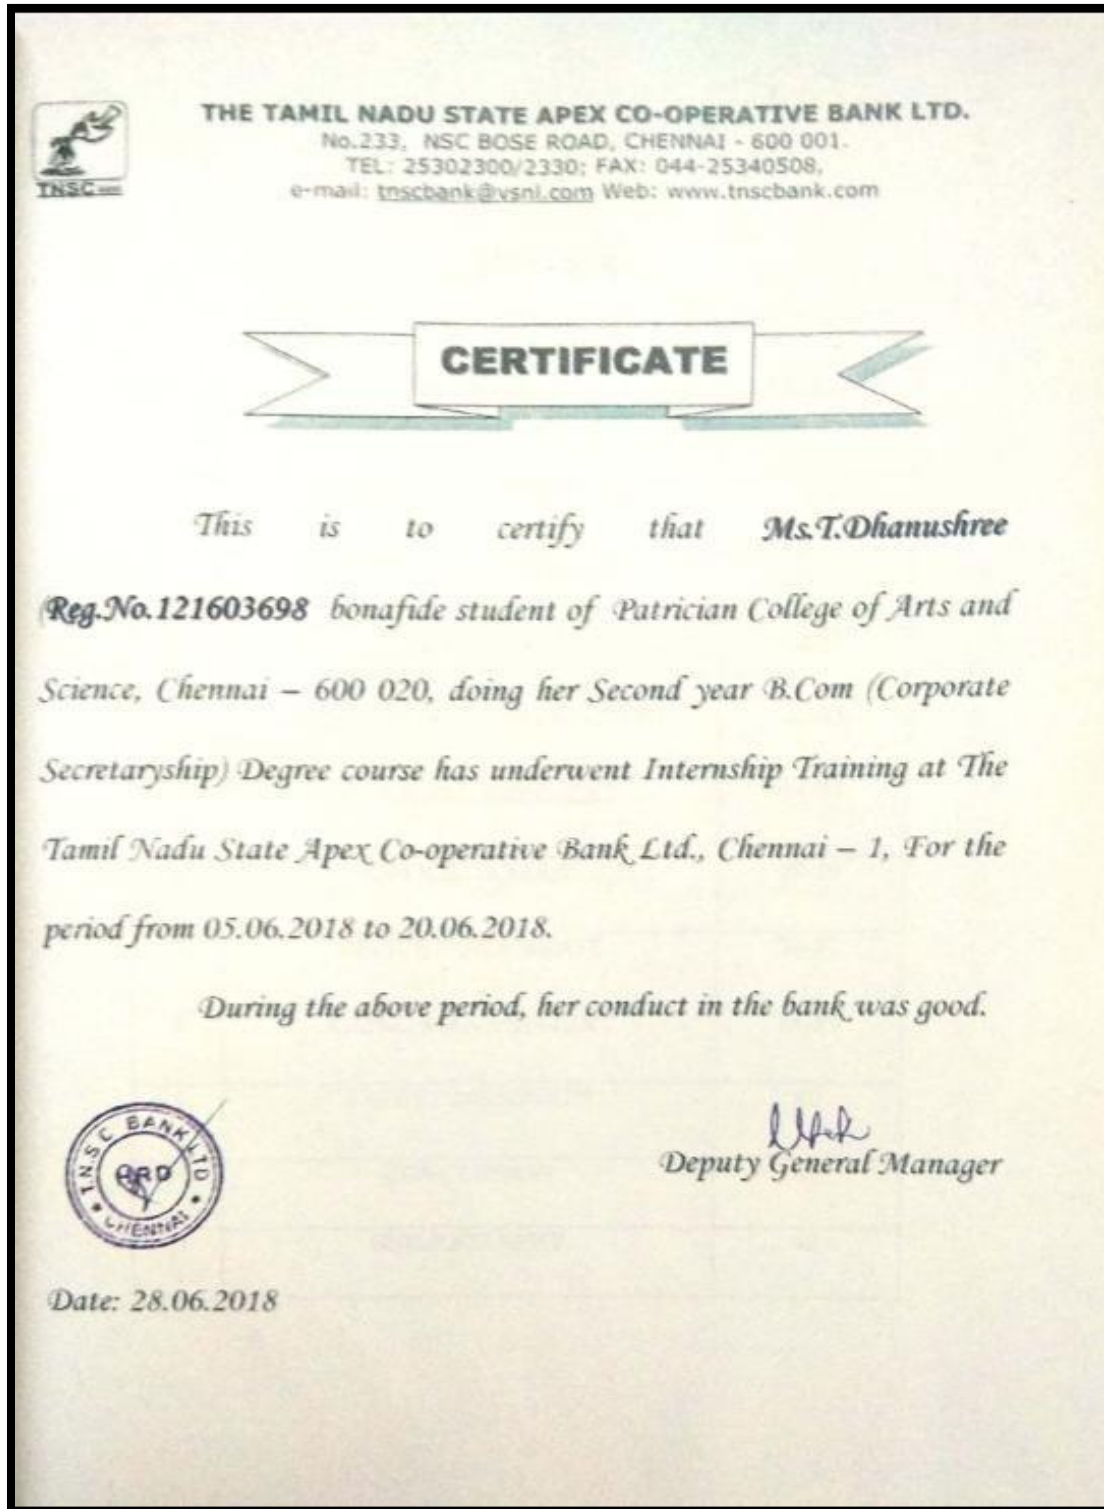 THE TAMIL NADU STATE APEX CO-OPERATIVE BANK LTD.
No.233, NSC BOSE ROAD, CHENNAI - 600 001.
TEL: 25302300/2330; FAX: 044-25340508,
e-mail: tnscbank@vsnl.com Web: www.tnscbank.com
TNSC
CERTIFICATE
This is to certify that Ms.T.Dhanushree
(Reg.No.121603698 bonafide student of Patrician College of Arts and
Science, Chennai – 600 020, doing her Second year B.Com (Corporate
Secretaryship) Degree course has underwent Internship Training at The
Tamil Nadu State Apex Co-operative Bank Ltd., Chennai – 1, For the
period from 05.06.2018 to 20.06.2018.
During the above period, her conduct in the bank was good.
T.N.S.C BANK LTD
HRD
CHENNAI
Deputy General Manager
Date: 28.06.2018